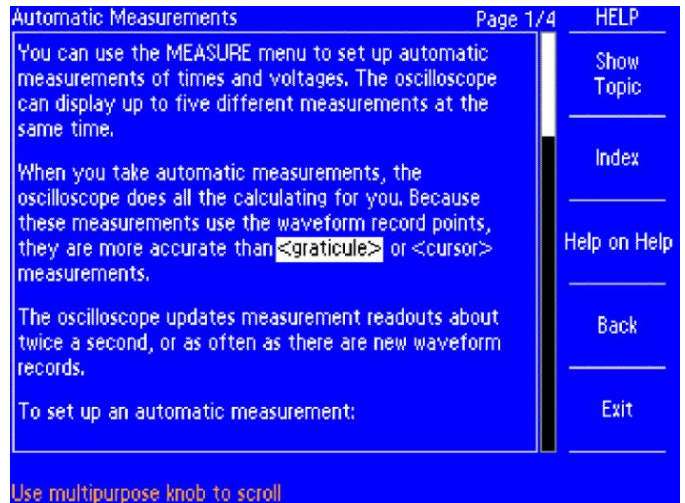 Automatic Measurements Page 1/4 HELP
You can use the MEASURE menu to set up automatic
measurements of times and voltages. The oscilloscope
can display up to five different measurements at the
same time.
When you take automatic measurements, the
oscilloscope does all the calculating for you. Because
these measurements use the waveform record points,
they are more accurate than <graticule> or <cursor>
measurements.
The oscilloscope updates measurement readouts about
twice a second, or as often as there are new waveform
records.
To set up an automatic measurement:
Show
Topic
Index
Help on Help
Back
Exit
Use multipurpose knob to scroll